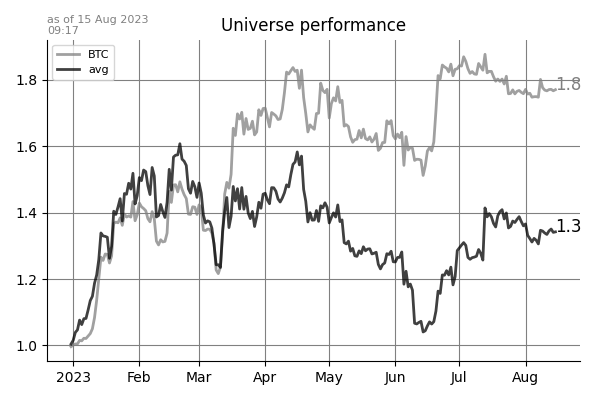 as of 15 Aug 2023
09:17
Universe performance
BTC
avg
1.8
1.6
1.4
1.2
1.0
1.8
1.3
2023 Feb Mar Apr May Jun Jul Aug